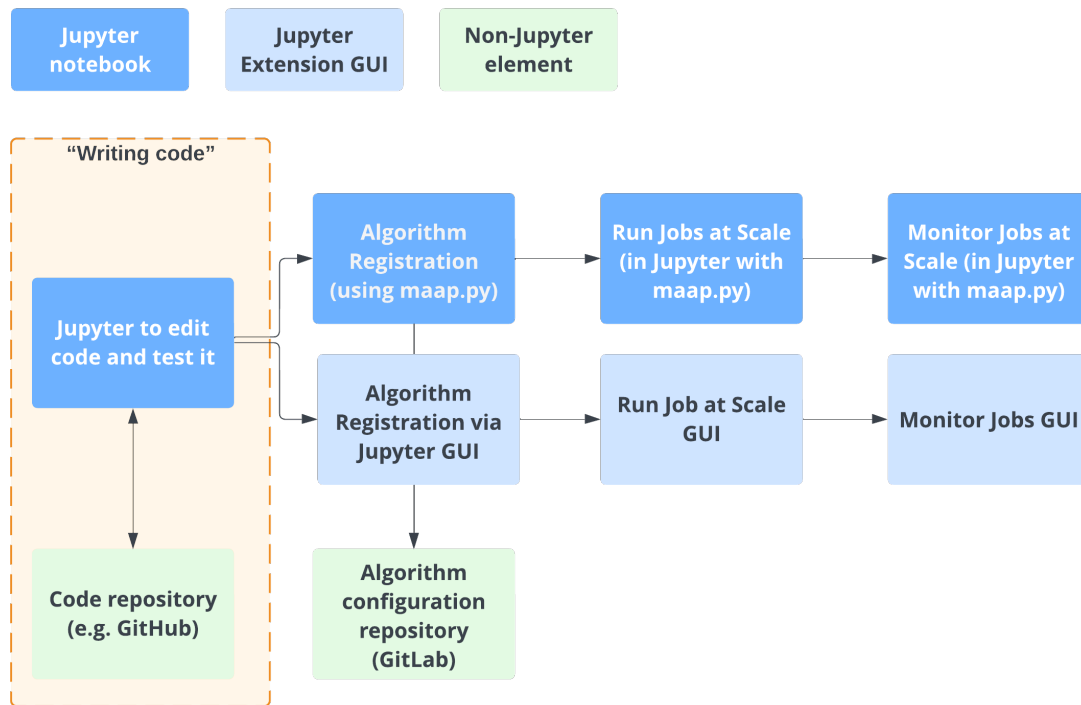 Jupyter
notebook
Jupyter
Extension GUI
Non-Jupyter
element
“Writing code”
Jupyter to edit
code and test it
Code repository
(e.g. GitHub)
Algorithm
Registration
(using maap.py)
Run Jobs at Scale
(in Jupyter with
maap.py)
Monitor Jobs at
Scale (in Jupyter
with maap.py)
Algorithm
Registration via
Jupyter GUI
Run Job at Scale
GUI
Monitor Jobs GUI
Algorithm
configuration
repository
(GitLab)